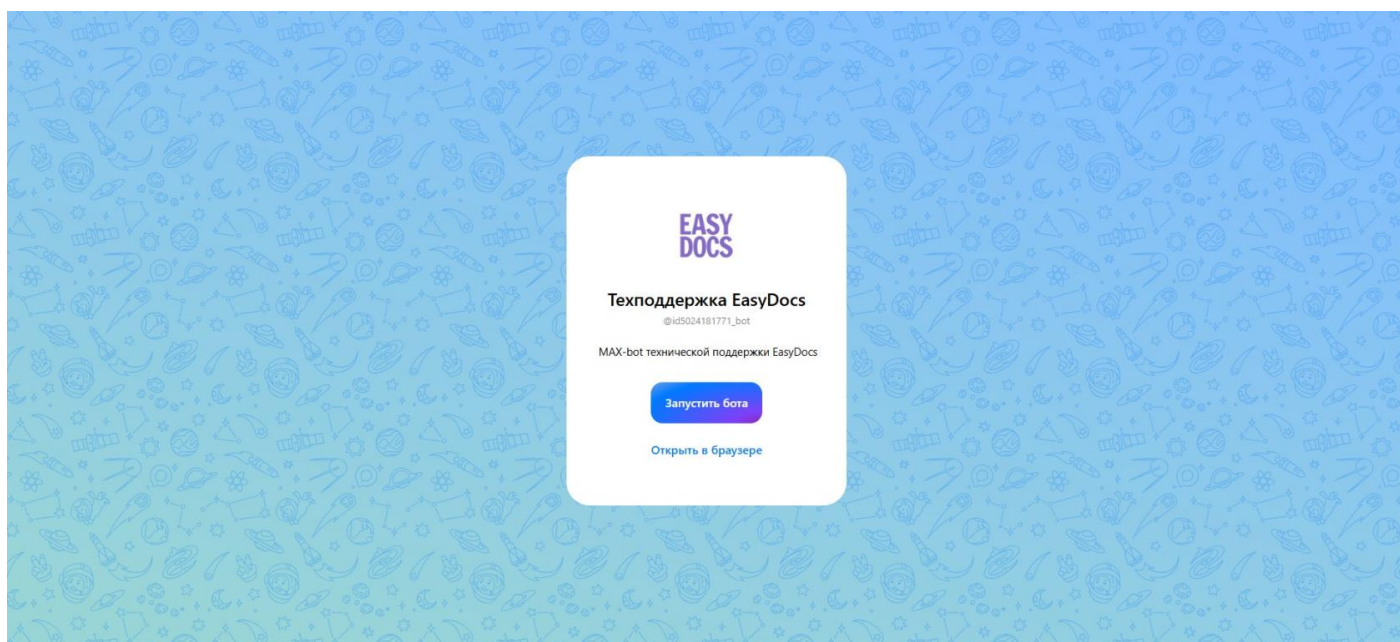 EASY
DOCS
Техподдержка EasyDocs
@id5024181771_bot
MAX-bot технической поддержки EasyDocs
Запустить бота
Открыть в браузере